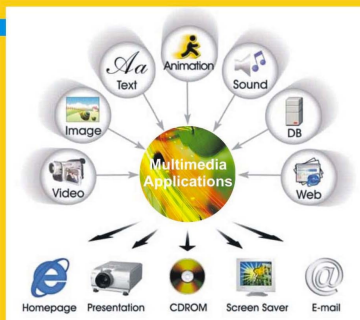 Aa
Text
Animation
Sound
Image
DB
Video
Multimedia
Applications
Web
Homepage
Presentation
CDROM
Screen Saver
E-mail
@